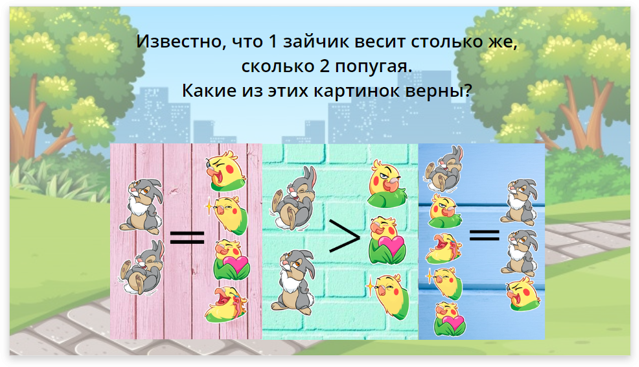 Известно, что 1 зайчик весит столько же,
сколько 2 попугая.
Какие из этих картинок верны?
= > =